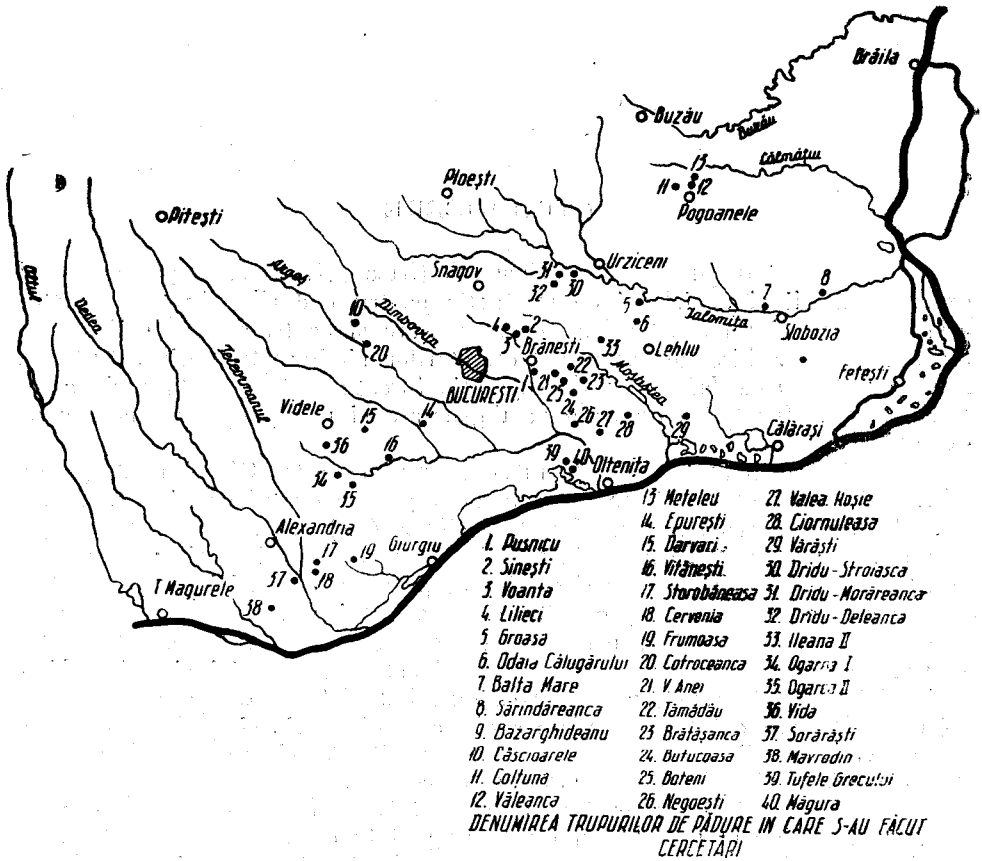 Brăila
Buzău
Buzău
Călmățiu
13
11 12
Pogoanele
Ploești
Pitești
Oltul
Vedea
Argeș
Dîmbovița
Teleormanul
Snagov
Urziceni
31
32 30
5
6
7
8
Ialomița
Slobozia
10
20
4 2
3
Brănești
33
Lehliu
Mostiștea
1 21 22
25 23
24
BUCUREȘTI
Fetești
Videle
15 14
36
16
26 27 28
29
Călărași
34
35
39 40
Oltenița
Alexandria
17 19
18
Giurgiu
37
38
T. Magurele
1. Pusnicu
2. Sinești
3. Voanta
4. Lilieci
5. Groasa
6. Odaia Călugărului
7. Balta Mare
8. Sărindăreanca
9. Bazarghideanu
10. Căscioarele
11. Coltuna
12. Văleanca
13 Meteleu
14. Epurești
15. Darvari
16. Vitănești
17. Storobăneasa
18. Cervenia
19. Frumoasa
20. Cotroceanca
21. V. Anei
22. Tămădău
23 Brătășanca
24. Butucoasa
25. Boteni
26. Negoești
27. Valea Roșie
28. Ciornuleasa
29. Vărăști
30. Dridu-Stroiasca
31. Dridu-Morăreanca
32. Dridu-Deleanca
33. Ileana II
34. Ogarca I
35. Ogarca II
36. Vida
37. Sorărăști
38. Mavrodin
39. Tufele Grecului
40. Măgura
DENUMIREA TRUPURILOR DE PĂDURE IN CARE S-AU FĂCUT
CERCETĂRI